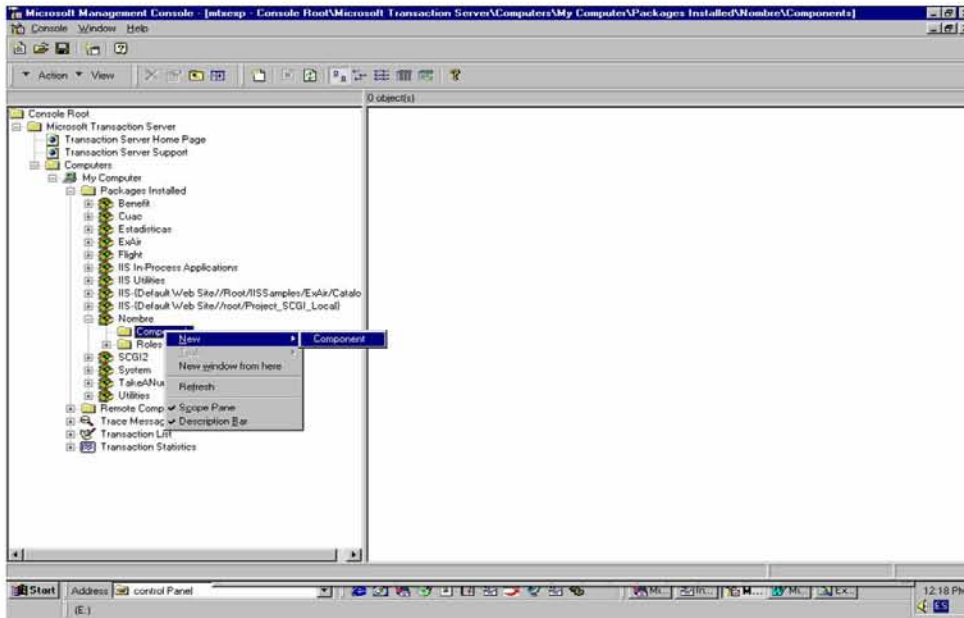 Microsoft Management Console - [mtxexp - Console Root\Microsoft Transaction Server\Computers\My Computer\Packages Installed\Nombre\Components]
Console Window Help
Action View
0 object(s)
Console Root
Microsoft Transaction Server
Transaction Server Home Page
Transaction Server Support
Computers
My Computer
Packages Installed
Benefit
Cuac
Estadisticas
ExAir
Flight
IIS In-Process Applications
IIS Utilities
IIS-{Default Web Site//Root/IISSamples/ExAir/Catalo
IIS-{Default Web Site//root/Project_SCGI_Local}
Nombre
Roles
SCGI2
System
Utilities
Remote Comp
Trace Messag
Transaction List
Transaction Statistics
New
Component
New window from here
Refresh
Scope Pane
Description Bar
Start Address control Panel
12:18 PM
(E:)
ES